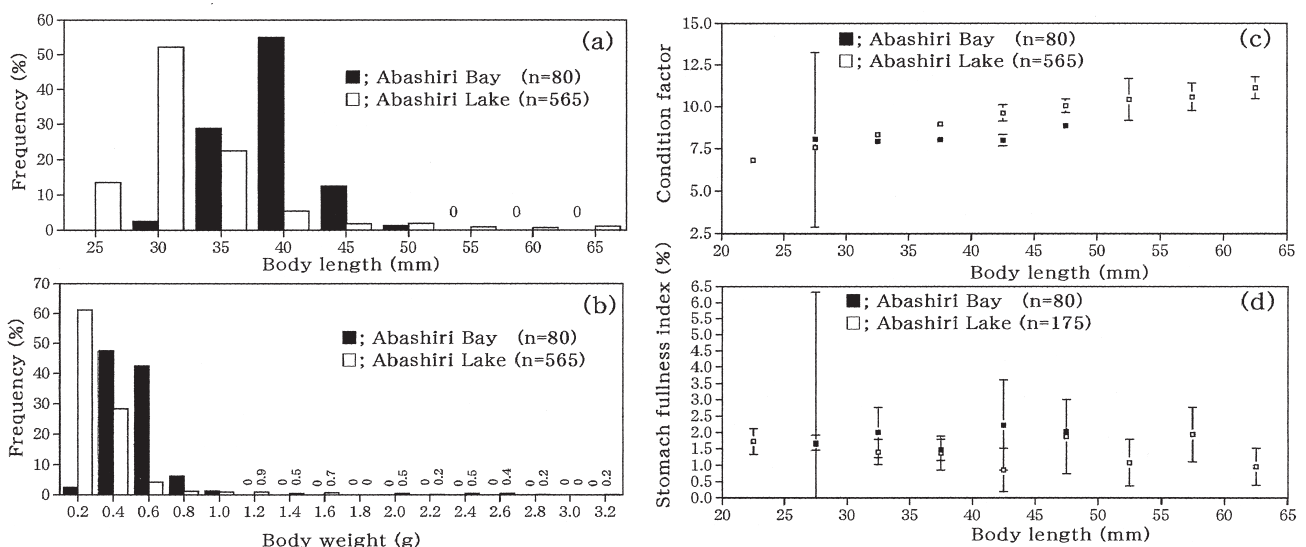 60
50
40
30
20
10
0
Frequency (%)
(a)
■; Abashiri Bay (n=80)
□; Abashiri Lake (n=565)
0 0 0
25 30 35 40 45 50 55 60 65
Body length (mm)
70
60
50
40
30
20
10
0
Frequency (%)
(b)
■; Abashiri Bay (n=80)
□; Abashiri Lake (n=565)
0 0.9 0 0.5 0 0.7 0 0 0 0.5 0 0.2 0 0.5 0 0.4 0 0.2 0 0 0 0.2
0.2 0.4 0.6 0.8 1.0 1.2 1.4 1.6 1.8 2.0 2.2 2.4 2.6 2.8 3.0 3.2
Body weight (g)
15.0
12.5
10.0
7.5
5.0
2.5
Condition factor
(c)
■; Abashiri Bay (n=80)
□; Abashiri Lake (n=565)
20 25 30 35 40 45 50 55 60 65
Body length (mm)
6.5
6.0
5.5
5.0
4.5
4.0
3.5
3.0
2.5
2.0
1.5
1.0
0.5
0.0
Stomach fullness index (%)
(d)
■; Abashiri Bay (n=80)
□; Abashiri Lake (n=175)
20 25 30 35 40 45 50 55 60 65
Body length (mm)